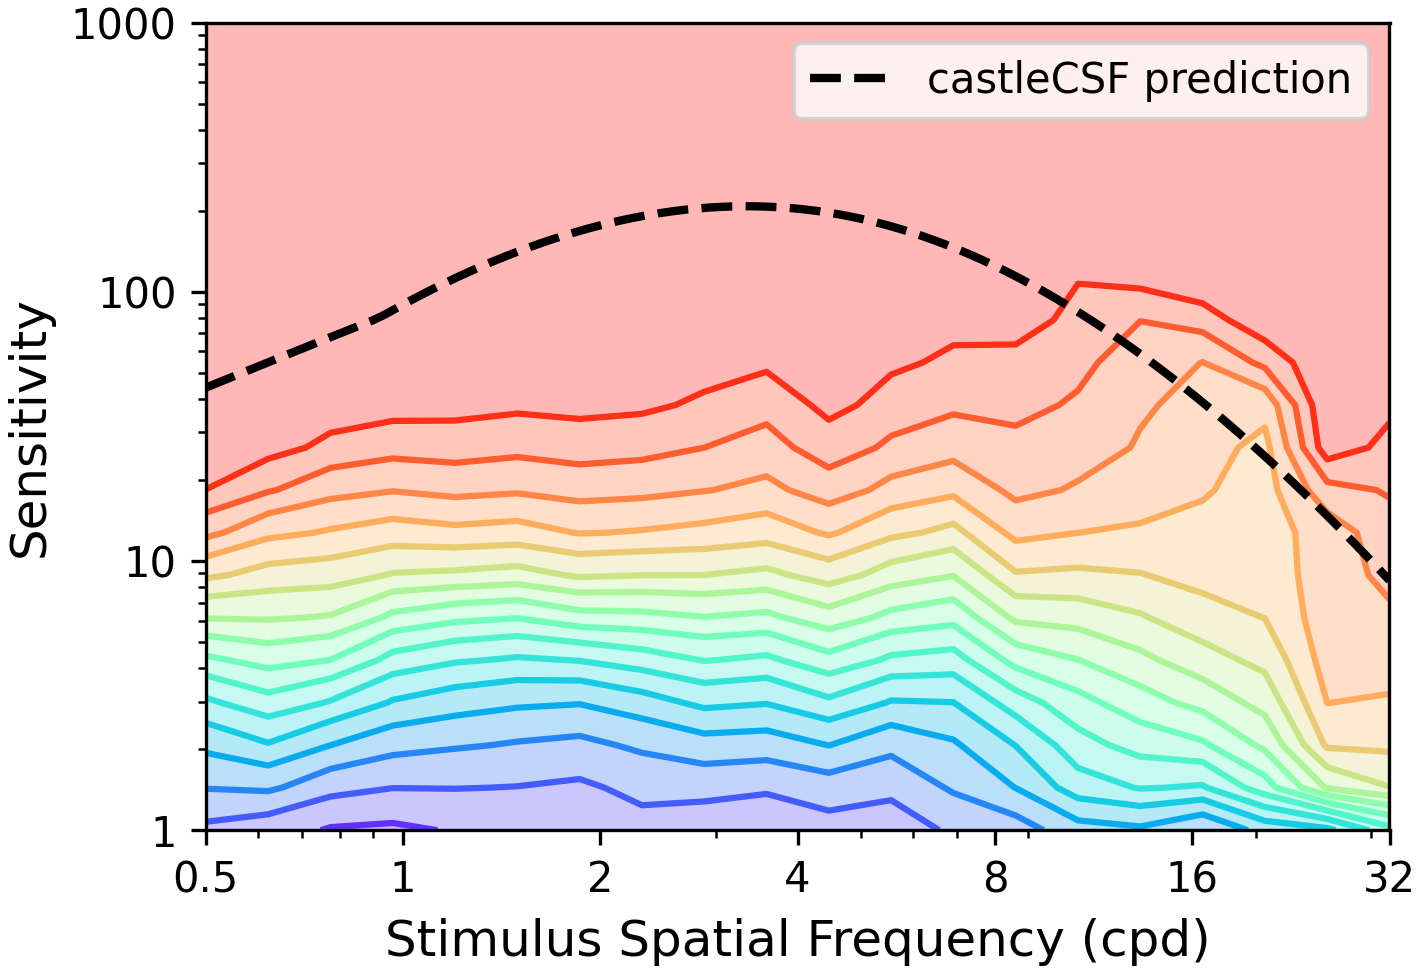 1000
100
10
1
Sensitivity
castleCSF prediction
0.5 1 2 4 8 16 32
Stimulus Spatial Frequency (cpd)